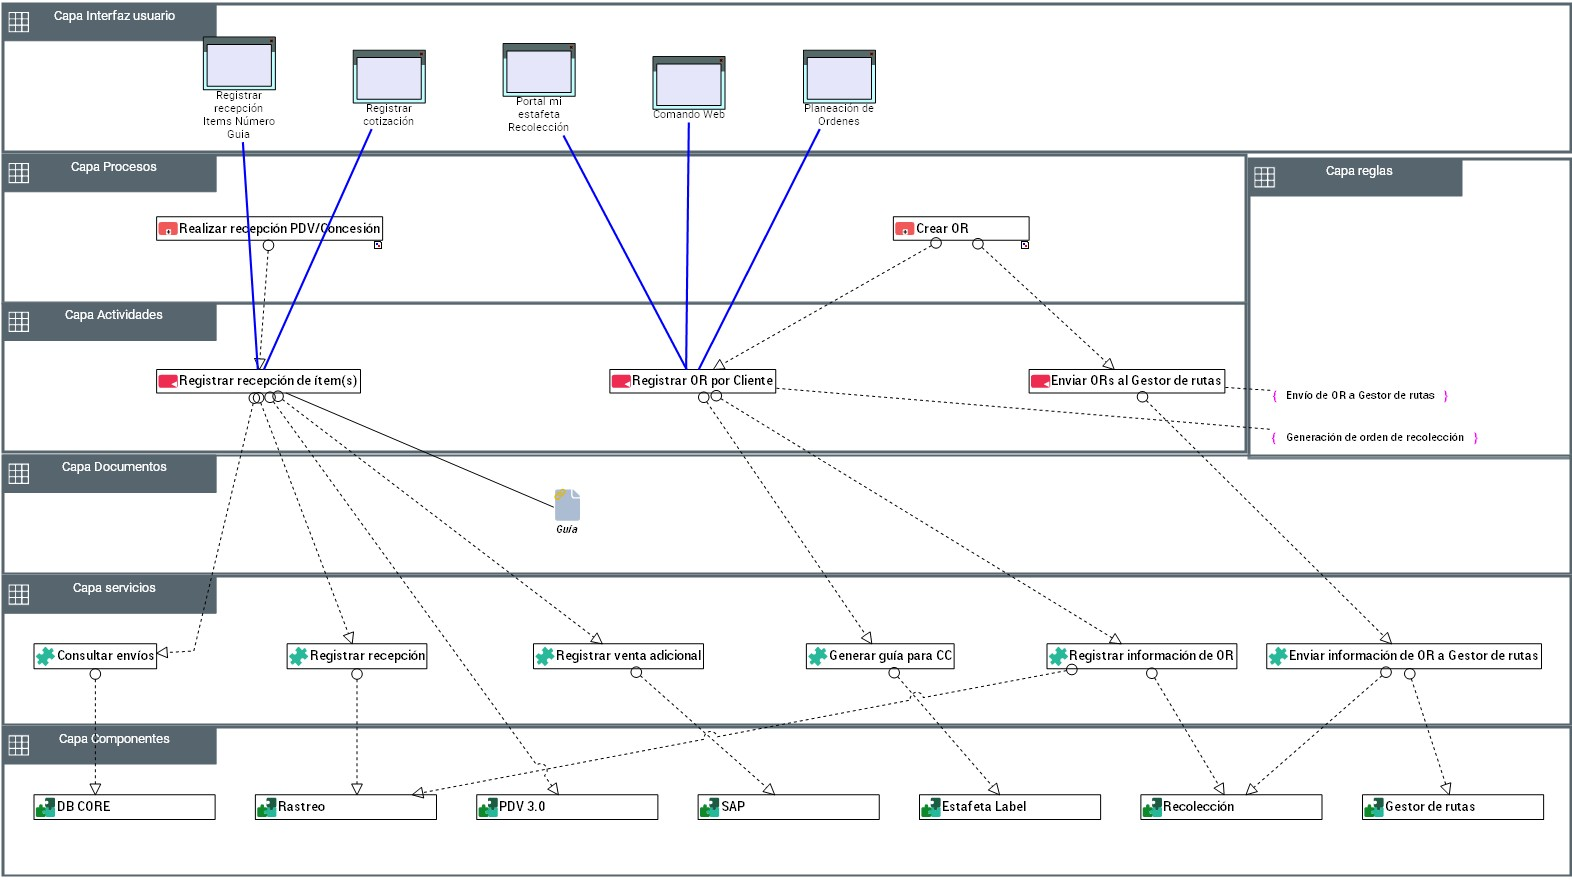 Capa Interfaz usuario
Registrar
recepción
Items Número
Guia
Registrar
cotización
Portal mi
estafeta
Recolección
Comando Web
Planeación de
Ordenes
Capa Procesos
Capa reglas
Realizar recepción PDV/Concesión
Crear OR
Capa Actividades
Registrar recepción de ítem(s)
Registrar OR por Cliente
Enviar ORs al Gestor de rutas
{ Envío de OR a Gestor de rutas }
{ Generación de orden de recolección }
Capa Documentos
Guía
Capa servicios
Consultar envíos
Registrar recepción
Registrar venta adicional
Generar guía para CC
Registrar información de OR
Enviar información de OR a Gestor de rutas
Capa Componentes
DB CORE
Rastreo
PDV 3.0
SAP
Estafeta Label
Recolección
Gestor de rutas